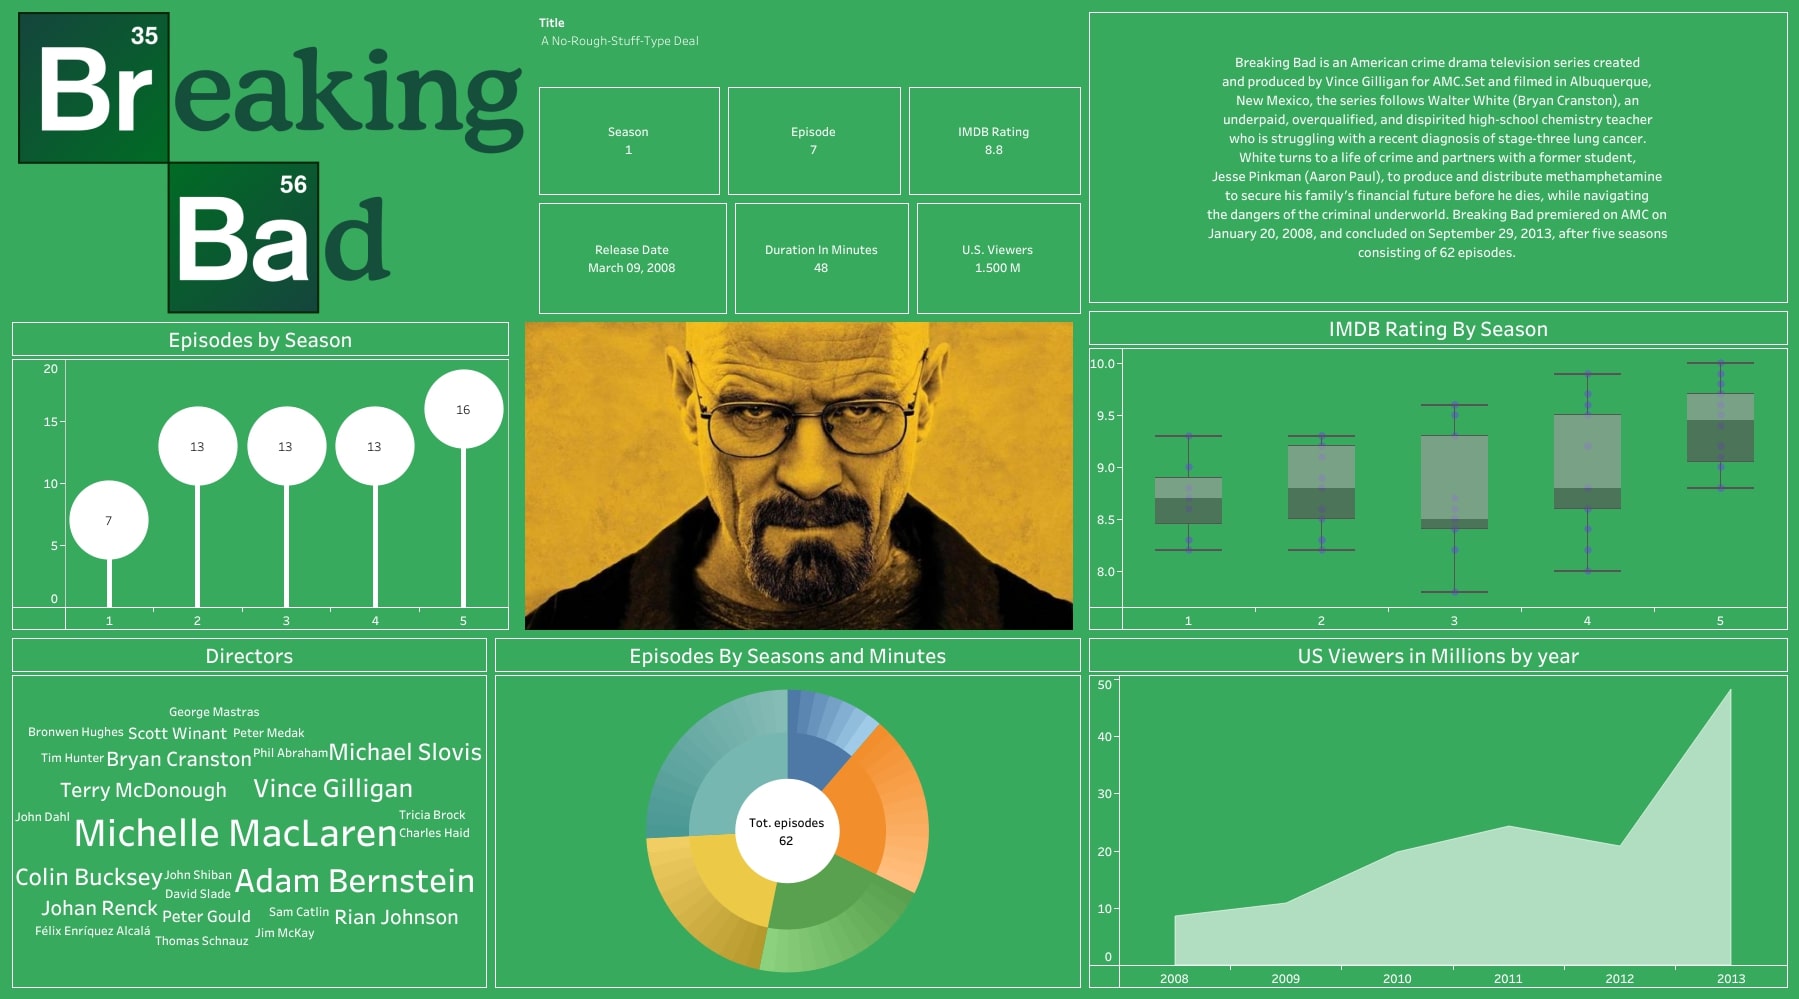 35
Breaking
56
Bad
Title
A No-Rough-Stuff-Type Deal
Season
1
Episode
7
IMDB Rating
8.8
Release Date
March 09, 2008
Duration In Minutes
48
U.S. Viewers
1.500 M
Breaking Bad is an American crime drama television series created
and produced by Vince Gilligan for AMC.Set and filmed in Albuquerque,
New Mexico, the series follows Walter White (Bryan Cranston), an
underpaid, overqualified, and dispirited high-school chemistry teacher
who is struggling with a recent diagnosis of stage-three lung cancer.
White turns to a life of crime and partners with a former student,
Jesse Pinkman (Aaron Paul), to produce and distribute methamphetamine
to secure his family's financial future before he dies, while navigating
the dangers of the criminal underworld. Breaking Bad premiered on AMC on
January 20, 2008, and concluded on September 29, 2013, after five seasons
consisting of 62 episodes.
Episodes by Season
20
15
10
5
0
7
13
13
13
16
1 2 3 4 5
IMDB Rating By Season
10.0
9.5
9.0
8.5
8.0
1 2 3 4 5
Directors
George Mastras
Bronwen Hughes Scott Winant Peter Medak
Tim Hunter Bryan Cranston Phil Abraham Michael Slovis
Terry McDonough Vince Gilligan
John Dahl Michelle MacLaren Tricia Brock
Charles Haid
Colin Bucksey John Shiban Adam Bernstein
David Slade
Johan Renck Peter Gould Sam Catlin Rian Johnson
Félix Enríquez Alcalá Thomas Schnauz Jim McKay
Episodes By Seasons and Minutes
Tot. episodes
62
US Viewers in Millions by year
50
40
30
20
10
0
2008 2009 2010 2011 2012 2013